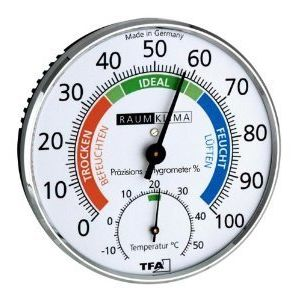 Made in Germany
0 10 20 30 40 50 60 70 80 90 100
IDEAL
TROCKEN
BEFEUCHTEN
FEUCHT
LÜFTEN
RAUMKLIMA
Präzisions Hygrometer %
-10 0 10 20 30 40 50
Temperatur °C
TFA